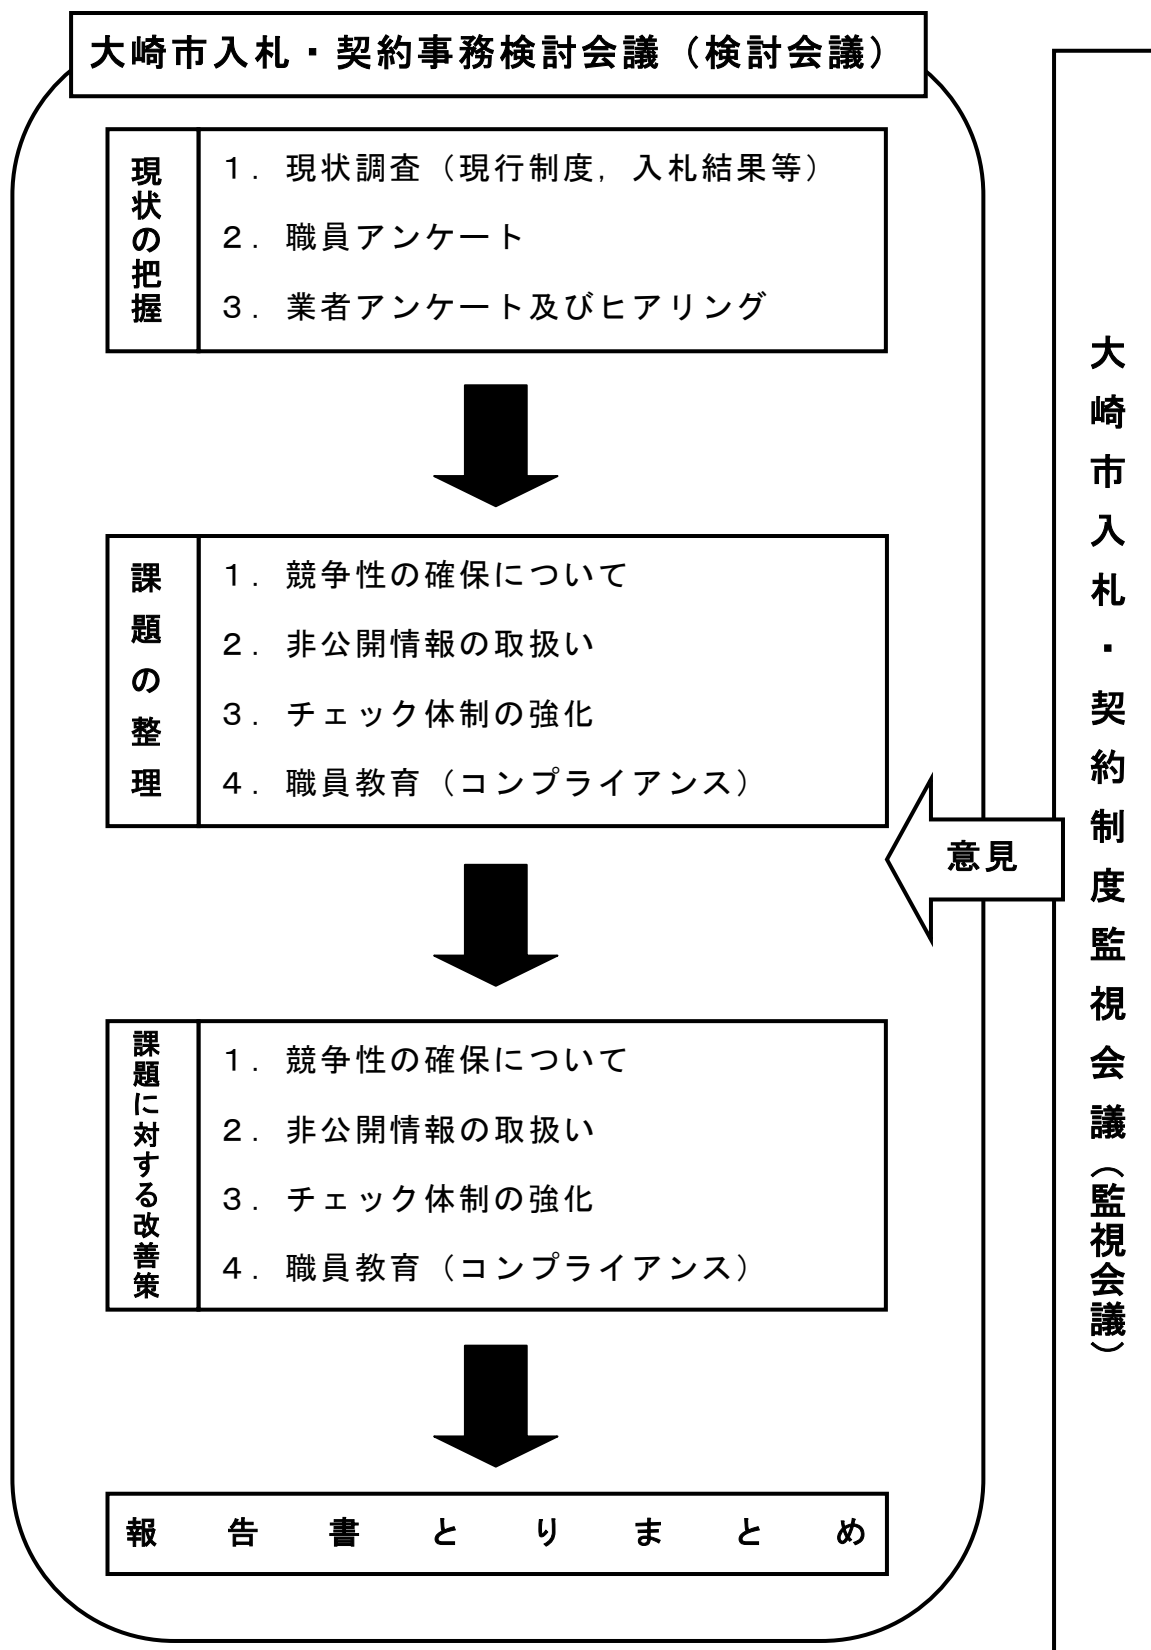 大崎市入札・契約事務検討会議（検討会議）
現状の把握
１．現状調査（現行制度，入札結果等）
２．職員アンケート
３．業者アンケート及びヒアリング
課題の整理
１．競争性の確保について
２．非公開情報の取扱い
３．チェック体制の強化
４．職員教育（コンプライアンス）
意見
課題に対する改善策
１．競争性の確保について
２．非公開情報の取扱い
３．チェック体制の強化
４．職員教育（コンプライアンス）
報告書とりまとめ
大崎市入札・契約制度監視会議（監視会議）